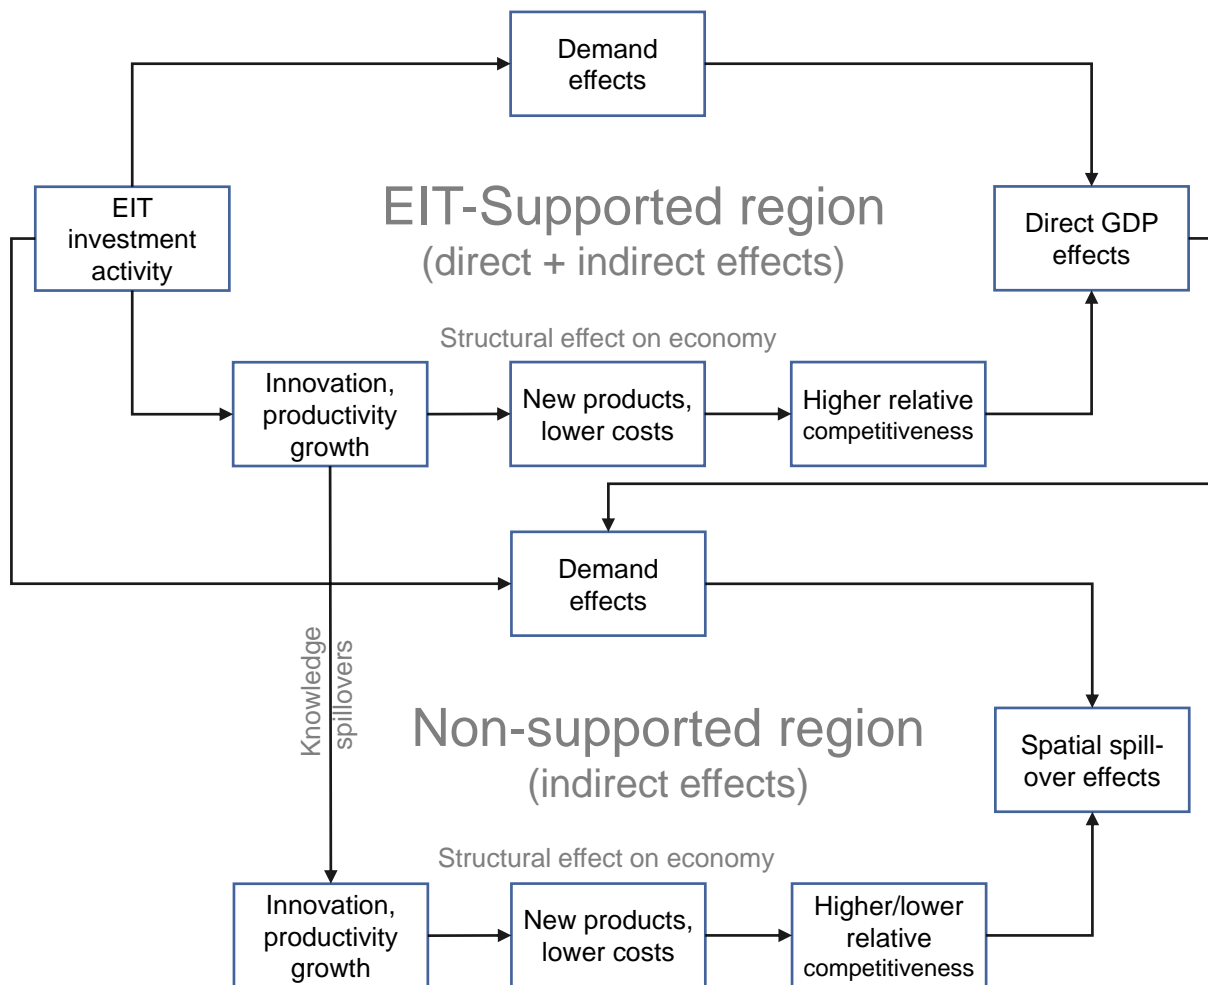 Demand
effects
EIT
investment
activity
EIT-Supported region
(direct + indirect effects)
Direct GDP
effects
Structural effect on economy
Innovation,
productivity
growth
New products,
lower costs
Higher relative
competitiveness
Demand
effects
Knowledge
spillovers
Non-supported region
(indirect effects)
Spatial spill-
over effects
Structural effect on economy
Innovation,
productivity
growth
New products,
lower costs
Higher/lower
relative
competitiveness